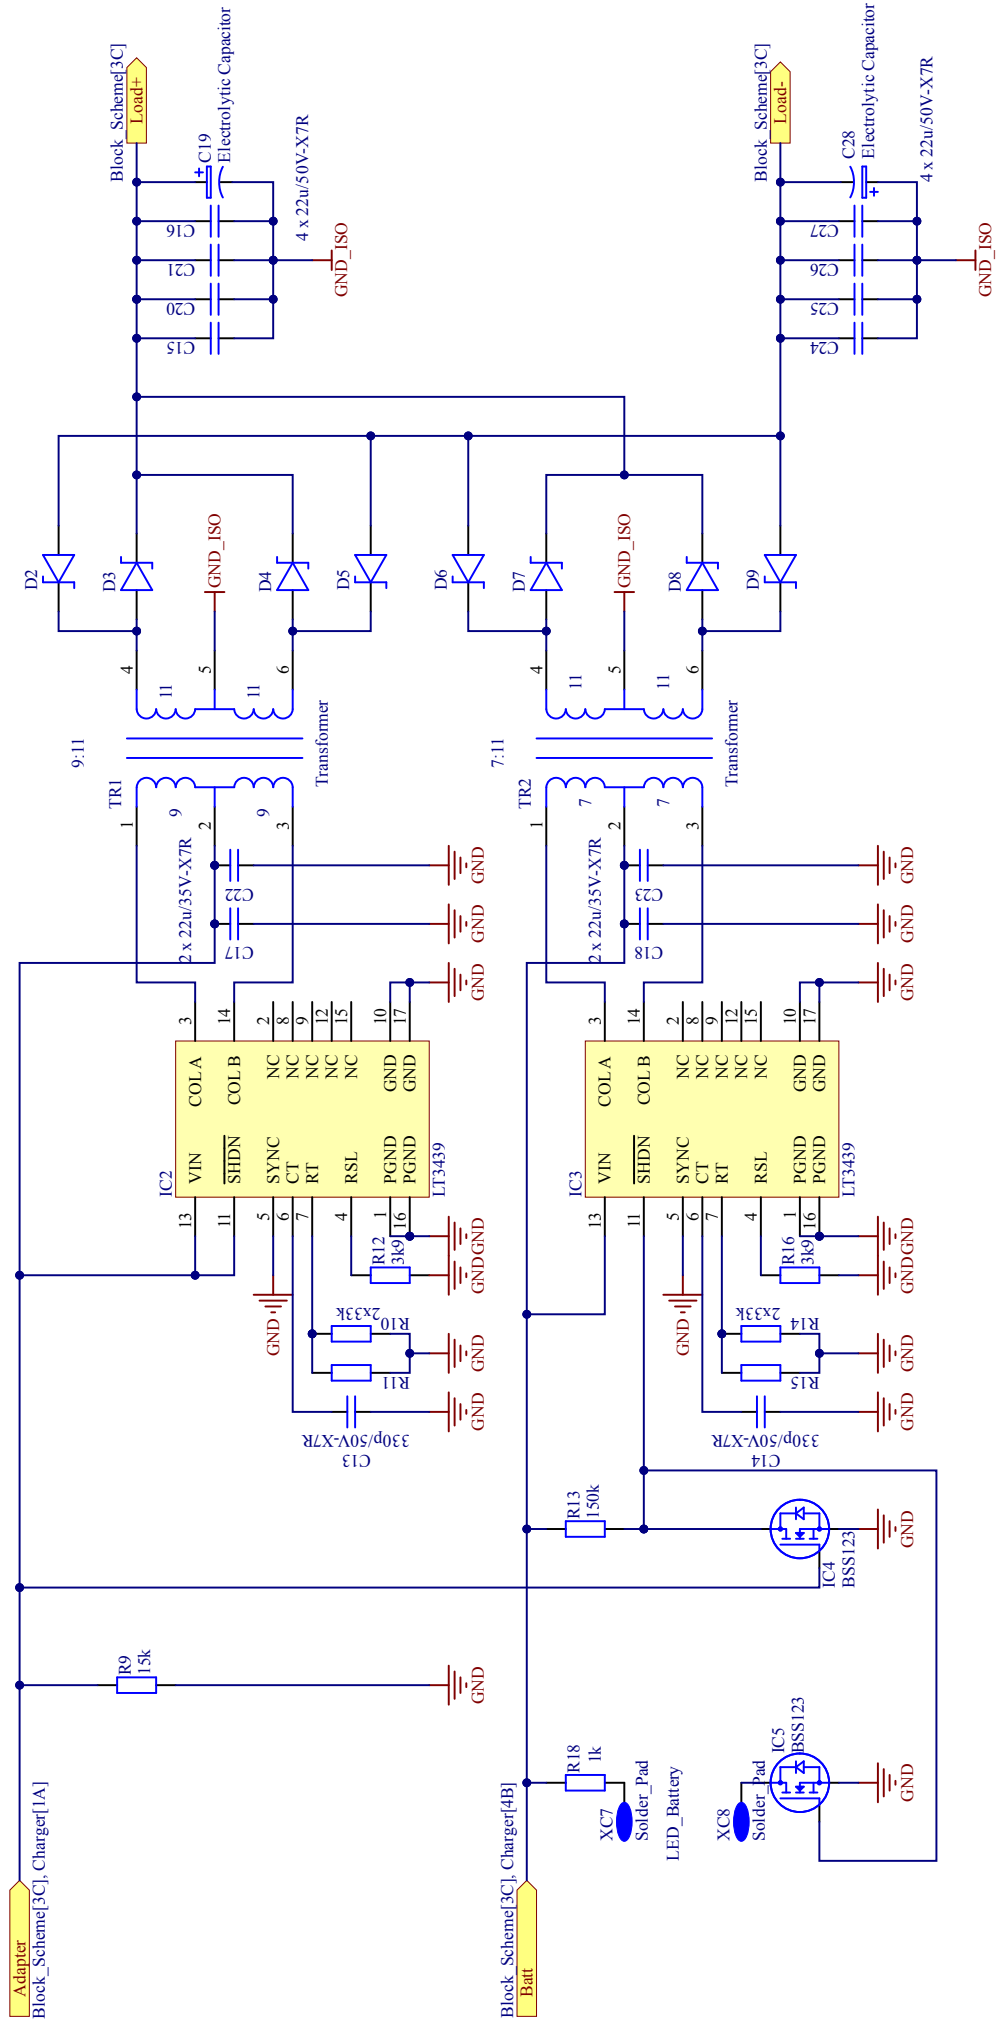 Adapter
Block_Scheme[3C], Charger[1A]
R9
15k
GND
Batt
Block_Scheme[3C], Charger[4B]
R18
1k
XC7
Solder_Pad
LED_Battery
XC8
Solder_Pad
IC5
BSS123
GND
R13
150k
IC4
BSS123
GND
IC2
LT3439
13
VIN
11
SHDN
5
SYNC
6
CT
7
RT
4
RSL
1
PGND
16
PGND
COL A
3
COL B
14
NC
2
NC
8
NC
9
NC
12
NC
15
GND
10
GND
17
GND
R12
3k9
GND
GND
GND
R10
2x33k
R11
GND
C13
330p/50V-X7R
GND
2 x 22u/35V-X7R
C17
C22
GND
GND
TR1
9:11
Transformer
1
2
3
9
9
11
11
4
5
6
GND_ISO
D2
D3
D4
D5
IC3
LT3439
13
VIN
11
SHDN
5
SYNC
6
CT
7
RT
4
RSL
1
PGND
16
PGND
COL A
3
COL B
14
NC
2
NC
8
NC
9
NC
12
NC
15
GND
10
GND
17
GND
R16
3k9
GND
GND
GND
R14
2x33k
R15
GND
C14
330p/50V-X7R
GND
2 x 22u/35V-X7R
C18
C23
GND
GND
TR2
7:11
Transformer
1
2
3
7
7
11
11
4
5
6
GND_ISO
D6
D7
D8
D9
C15
C20
C21
C16
+
C19
Electrolytic Capacitor
4 x 22u/50V-X7R
GND_ISO
Block_Scheme[3C]
Load+
C24
C25
C26
C27
+
C28
Electrolytic Capacitor
4 x 22u/50V-X7R
GND_ISO
Block_Scheme[3C]
Load-